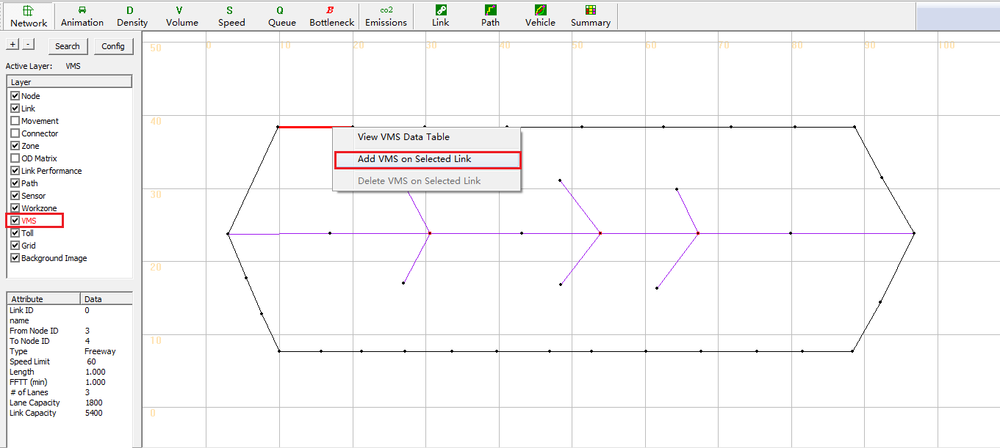 D V S Q B co2
Network Animation Density Volume Speed Queue Bottleneck Emissions Link Path Vehicle Summary
+ - Search Config
Active Layer: VMS
Layer
Node
Link
Movement
Connector
Zone
OD Matrix
Link Performance
Path
Sensor
Workzone
VMS
Toll
Grid
Background Image
Attribute Data
Link ID 0
name
From Node ID 3
To Node ID 4
Type Freeway
Speed Limit 60
Length 1.000
FFTT (min) 1.000
# of Lanes 3
Lane Capacity 1800
Link Capacity 5400
50 0 10 20 30 40 50 60 70 80 90 100
40
View VMS Data Table
Add VMS on Selected Link
Delete VMS on Selected Link
30
20
10
0